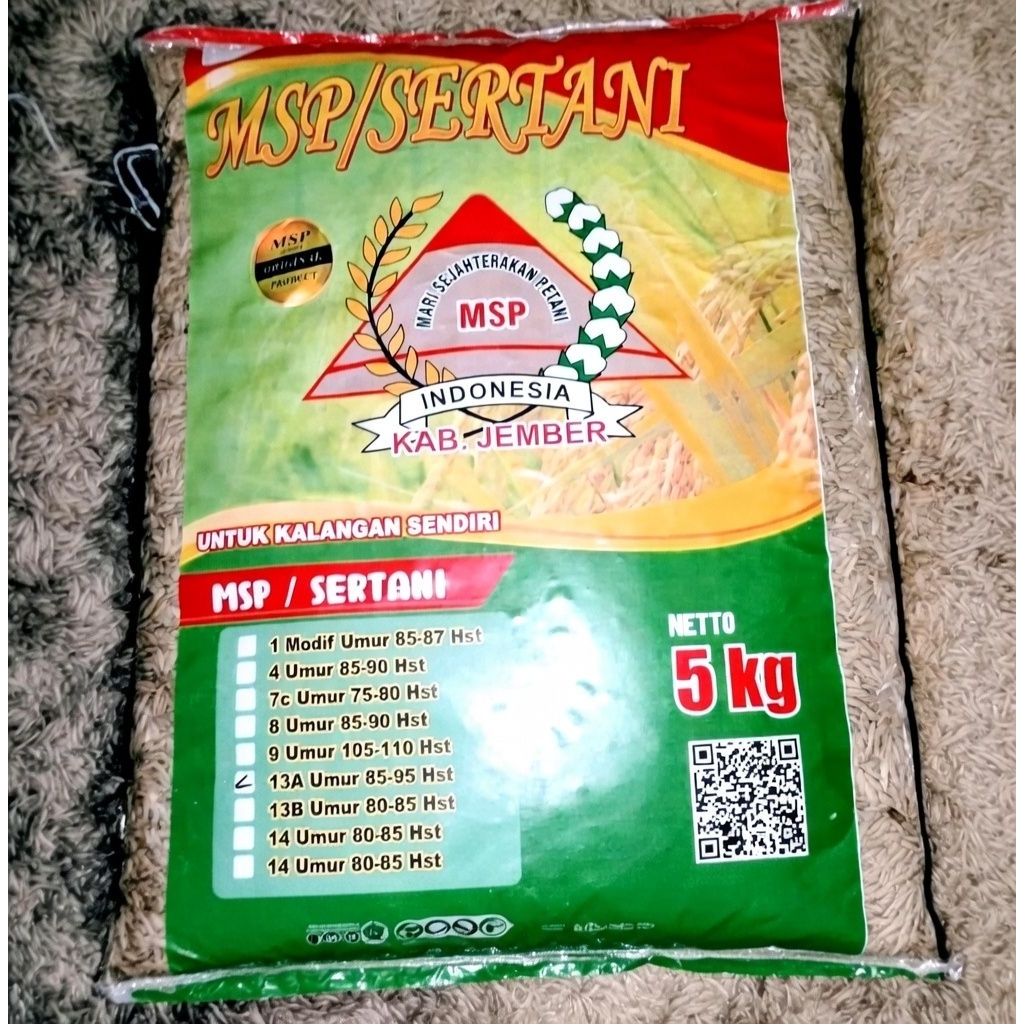 MSP/SERTANI
MSP
ORIGINAL
PRODUCT
MARI SEJAHTERAKAN PETANI
MSP
INDONESIA
KAB. JEMBER
UNTUK KALANGAN SENDIRI
MSP / SERTANI
1 Modif Umur 85-87 Hst
4 Umur 85-90 Hst
7c Umur 75-80 Hst
8 Umur 85-90 Hst
9 Umur 105-110 Hst
13A Umur 85-95 Hst
13B Umur 80-85 Hst
14 Umur 80-85 Hst
14 Umur 80-85 Hst
NETTO
5 kg